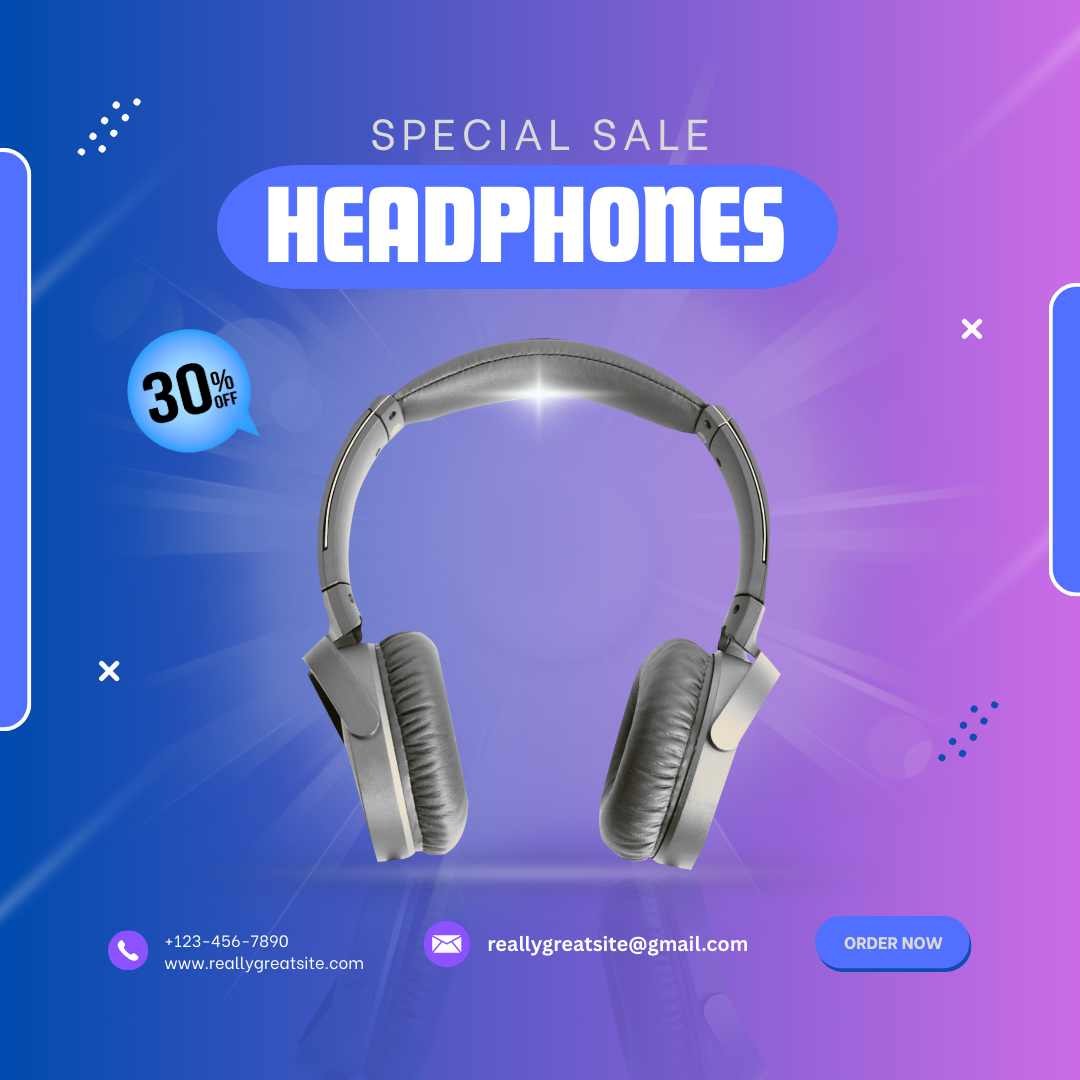 SPECIAL SALE
HEADPHONES
30%
OFF
+123-456-7890
www.reallygreatsite.com
reallygreatsite@gmail.com
ORDER NOW